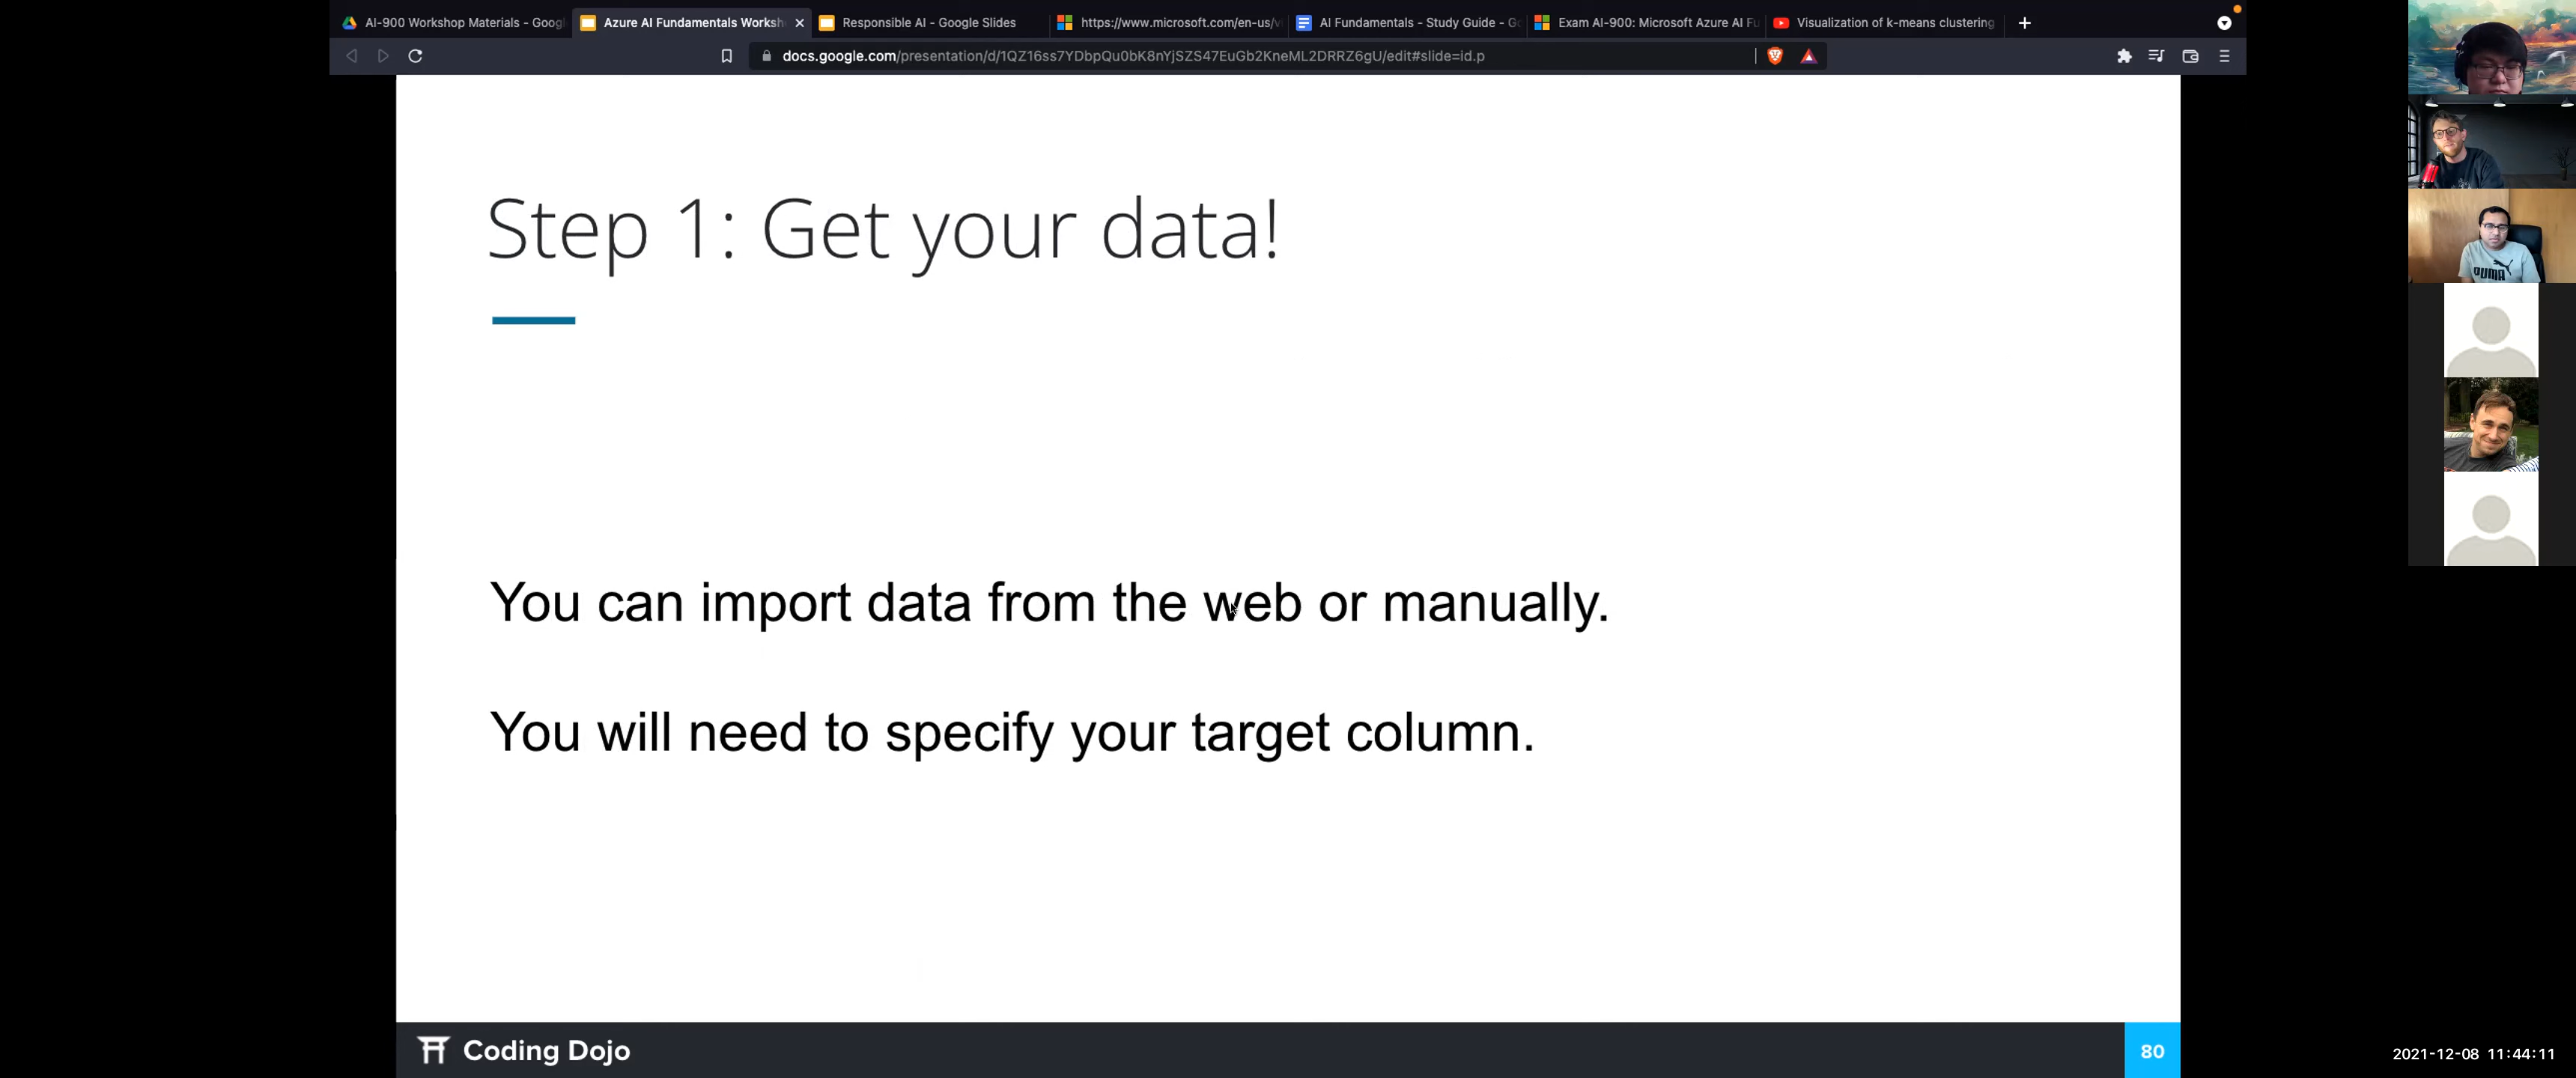 AI-900 Workshop Materials - Googl
Azure AI Fundamentals Worksh
Responsible AI - Google Slides
https://www.microsoft.com/en-us/vi
AI Fundamentals - Study Guide - Go
Exam AI-900: Microsoft Azure AI Fu
Visualization of k-means clustering
docs.google.com/presentation/d/1QZ16ss7YDbpQu0bK8nYjSZS47EuGb2KneML2DRRZ6gU/edit#slide=id.p
Step 1: Get your data!
You can import data from the web or manually.
You will need to specify your target column.
Coding Dojo
80
PUMA
2021-12-08 11:44:11